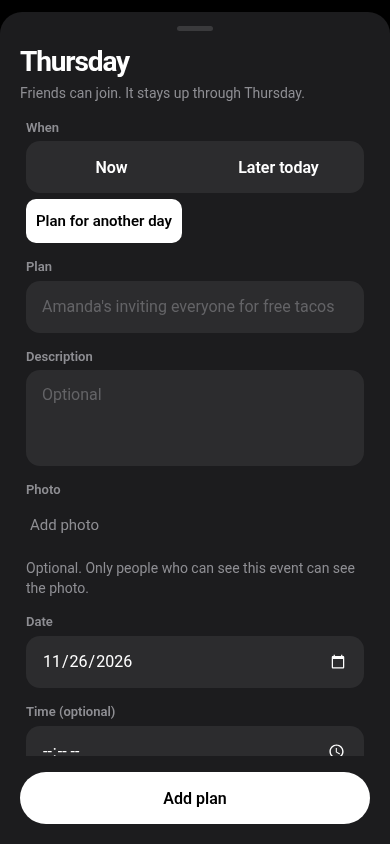 Thursday
Friends can join. It stays up through Thursday.
When
Now
Later today
Plan for another day
Plan
Amanda's inviting everyone for free tacos
Description
Optional
Photo
Add photo
Optional. Only people who can see this event can see
the photo.
Date
11/26/2026
Time (optional)
--:-- --
Add plan